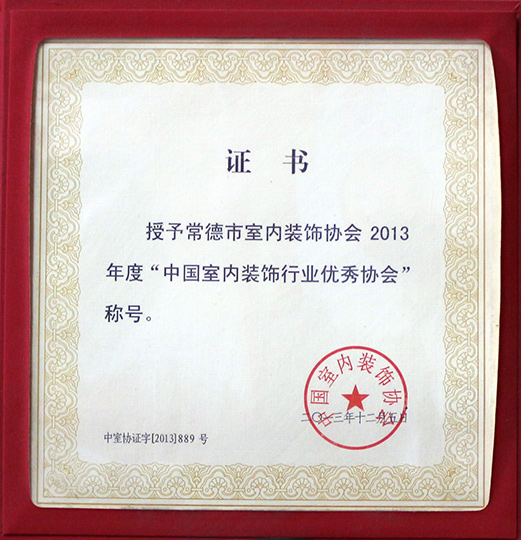 证 书
授予常德市室内装饰协会 2013
年度“中国室内装饰行业优秀协会”
称号。
中国室内装饰协会
二〇一三年十二月五日
中室协证字[2013]889 号